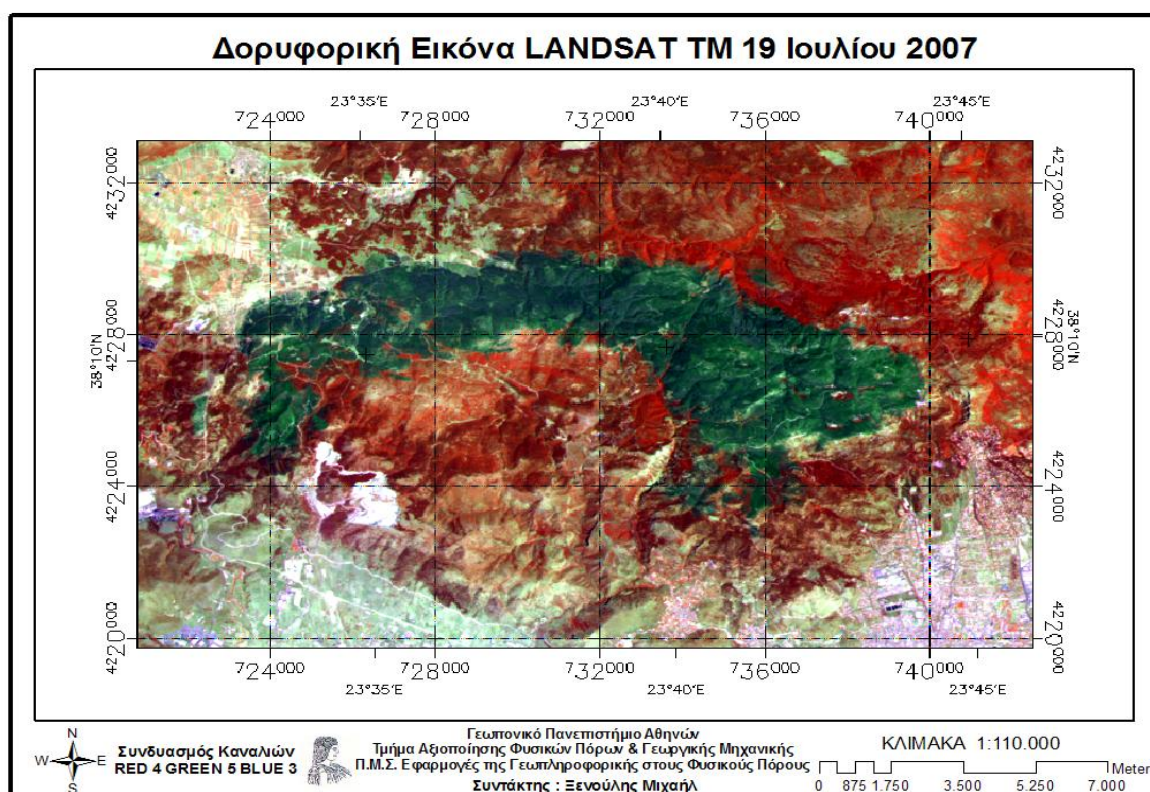 Δορυφορική Εικόνα LANDSAT TM 19 Ιουλίου 2007
23°35'E 23°40'E 23°45'E
724000 728000 732000 736000 740000
4232000 4232000
4228000 4228000
38°10'N 38°10'N
4224000 4224000
4220000 4220000
724000 728000 732000 736000 740000
23°35'E 23°40'E 23°45'E
N
W E
S
Συνδυασμός Καναλιών
RED 4 GREEN 5 BLUE 3
Γεωπονικό Πανεπιστήμιο Αθηνών
Τμήμα Αξιοποίησης Φυσικών Πόρων & Γεωργικής Μηχανικής
Π.Μ.Σ. Εφαρμογές της Γεωπληροφορικής στους Φυσικούς Πόρους
Συντάκτης : Ξενούλης Μιχαήλ
ΚΛΙΜΑΚΑ 1:110.000
Meter
0 875 1.750 3.500 5.250 7.000